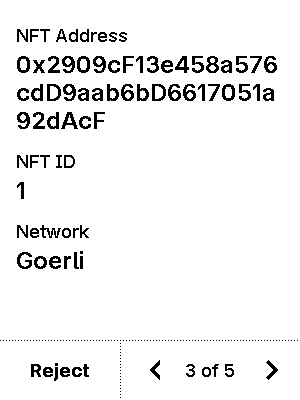 NFT Address
0x2909cF13e458a576
cdD9aab6bD6617051a
92dAcF
NFT ID
1
Network
Goerli
Reject
3 of 5